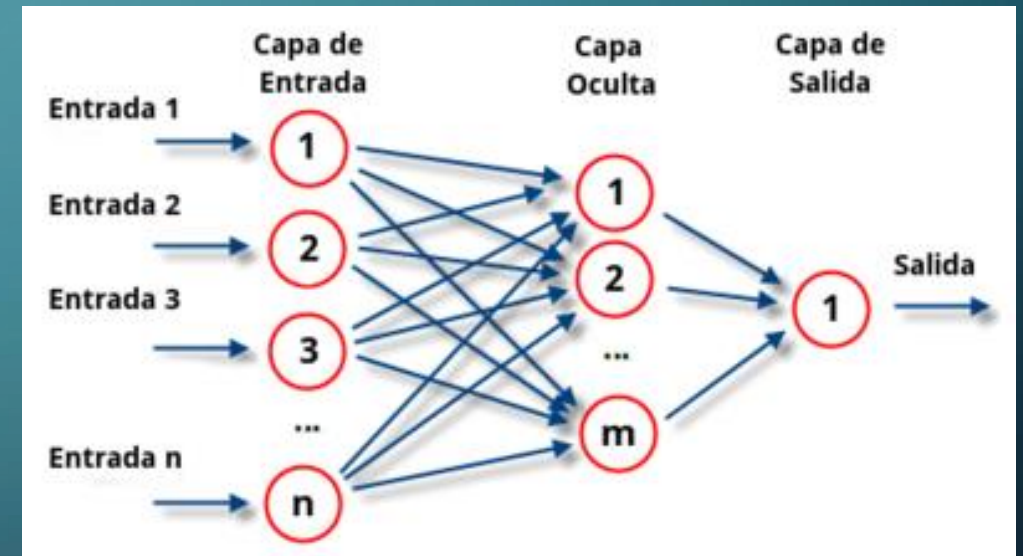 Capa de
Entrada
Capa
Oculta
Capa de
Salida
Entrada 1
1
Entrada 2
2
Entrada 3
3
...
Entrada n
n
1
2
...
m
1
Salida